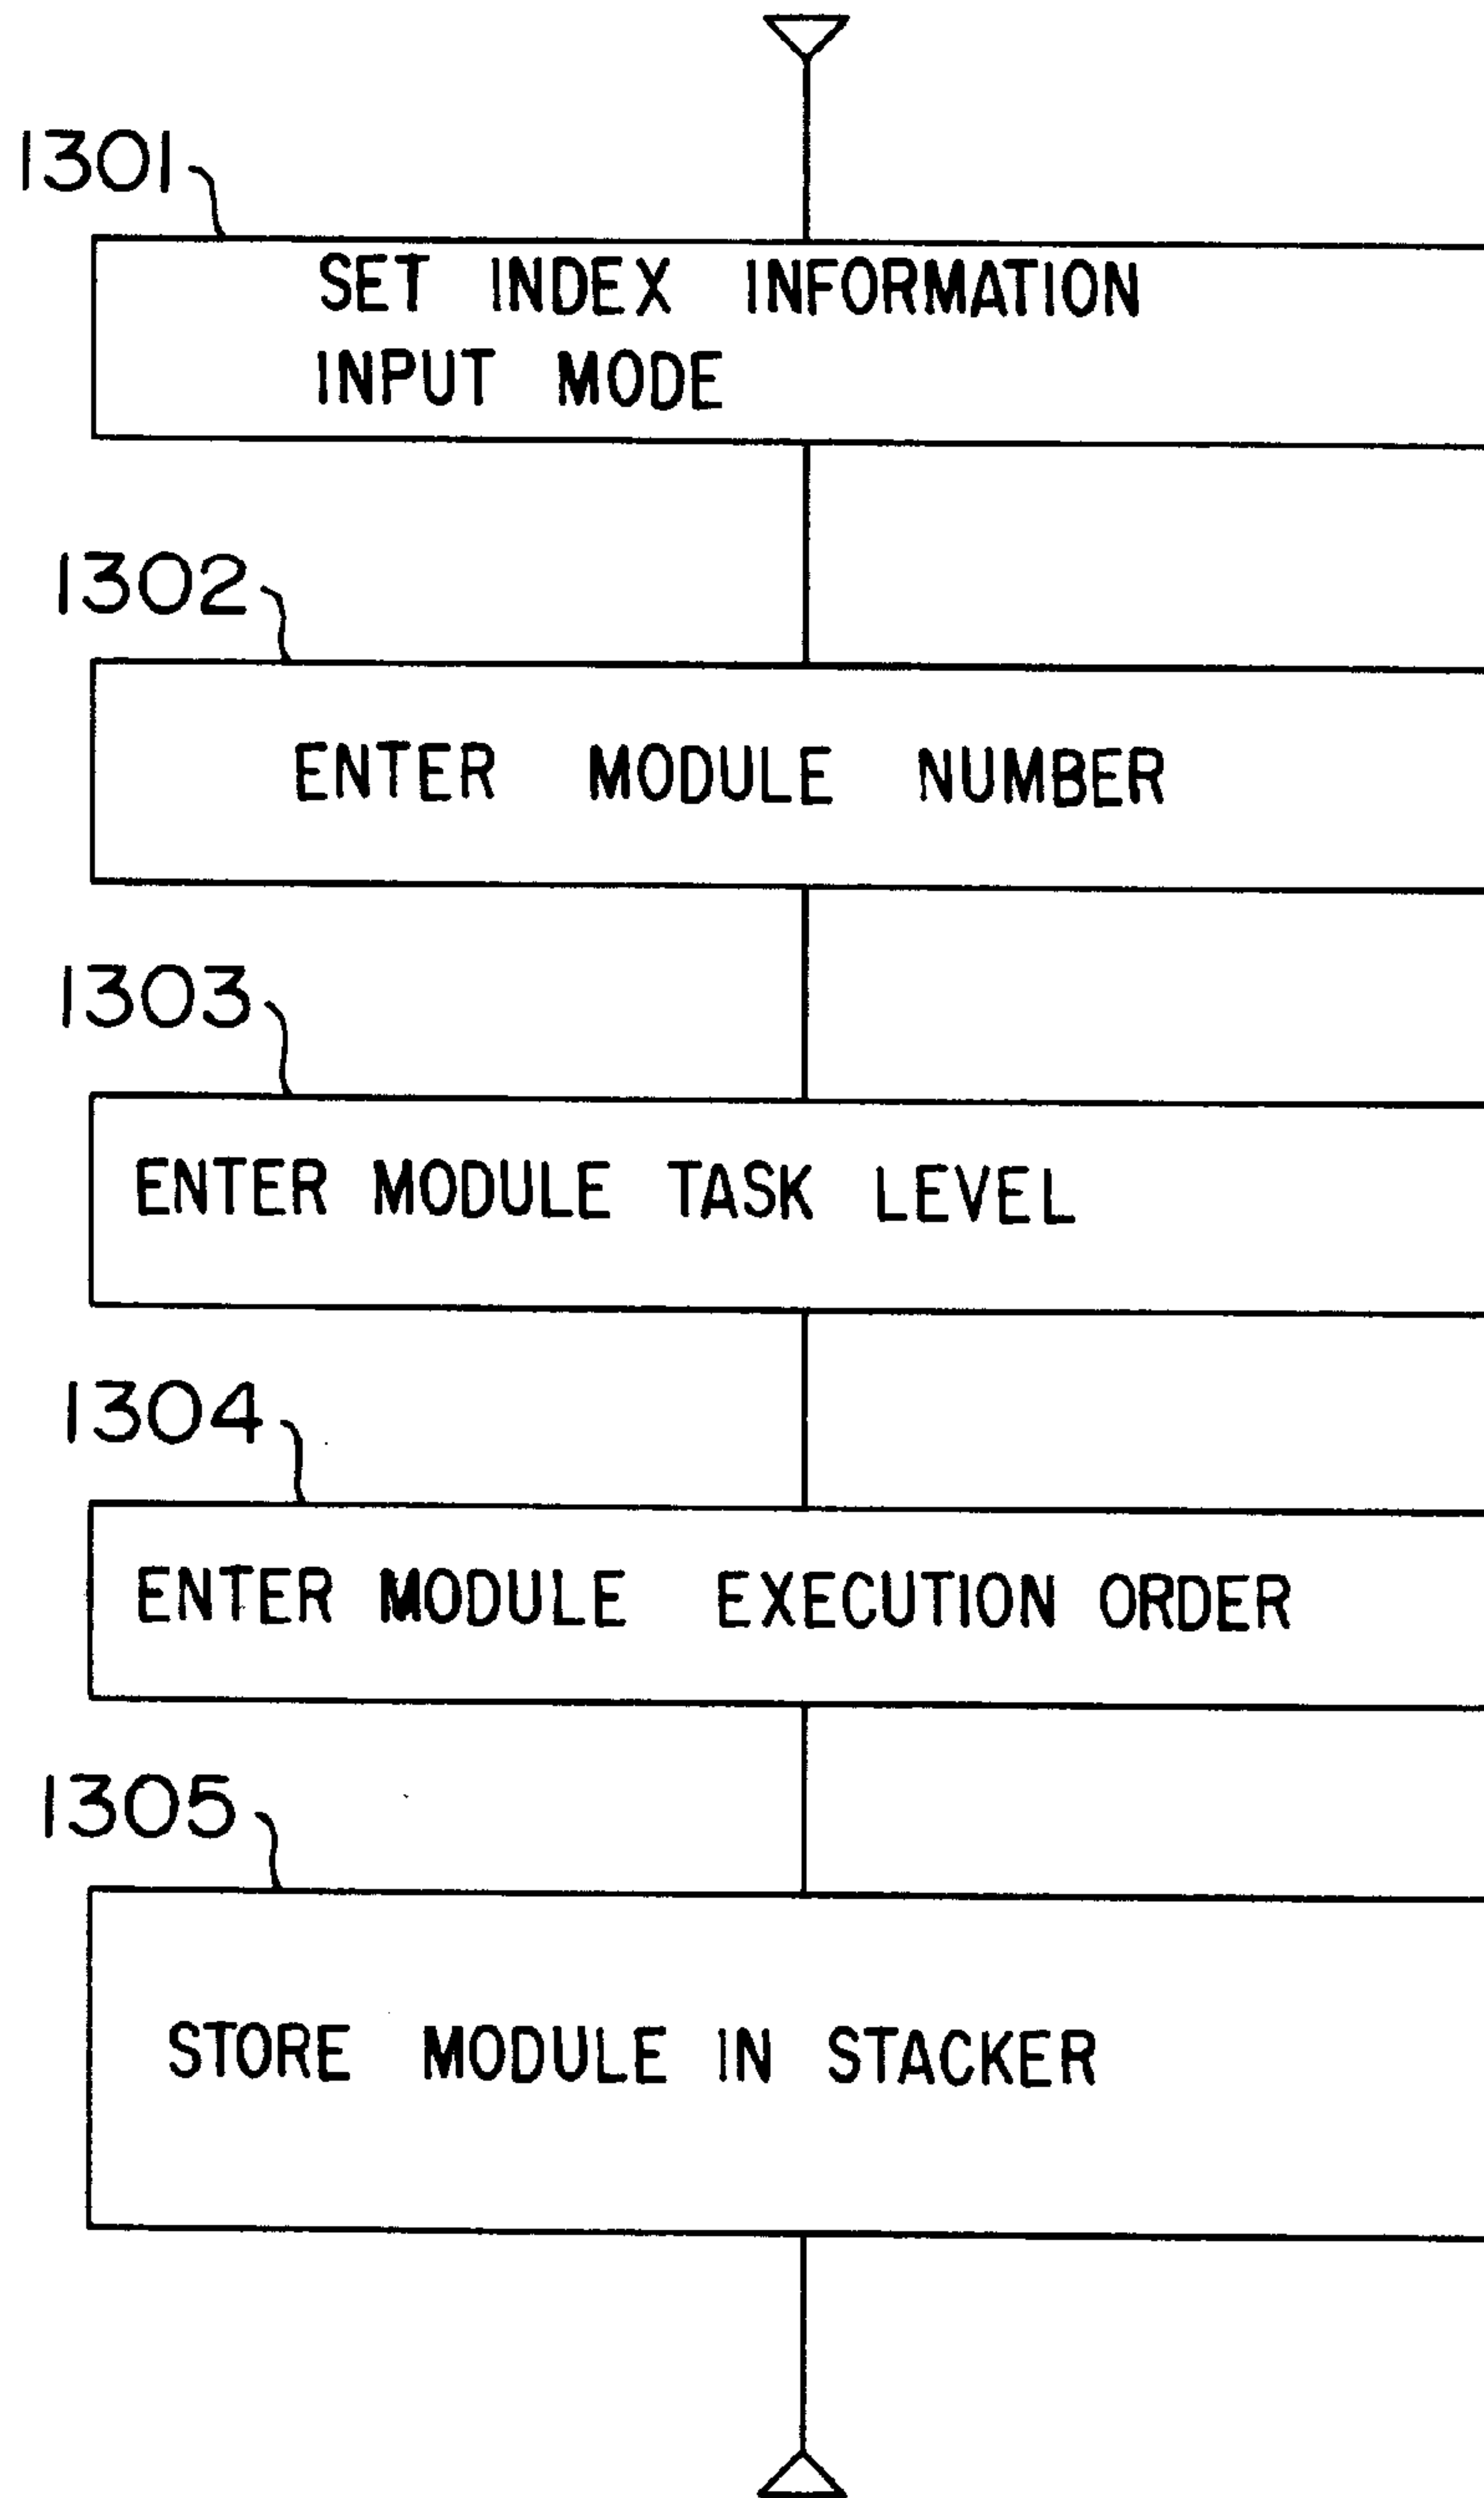 1301
SET INDEX INFORMATION
INPUT MODE
1302
ENTER MODULE NUMBER
1303
ENTER MODULE TASK LEVEL
1304
ENTER MODULE EXECUTION ORDER
1305
STORE MODULE IN STACKER